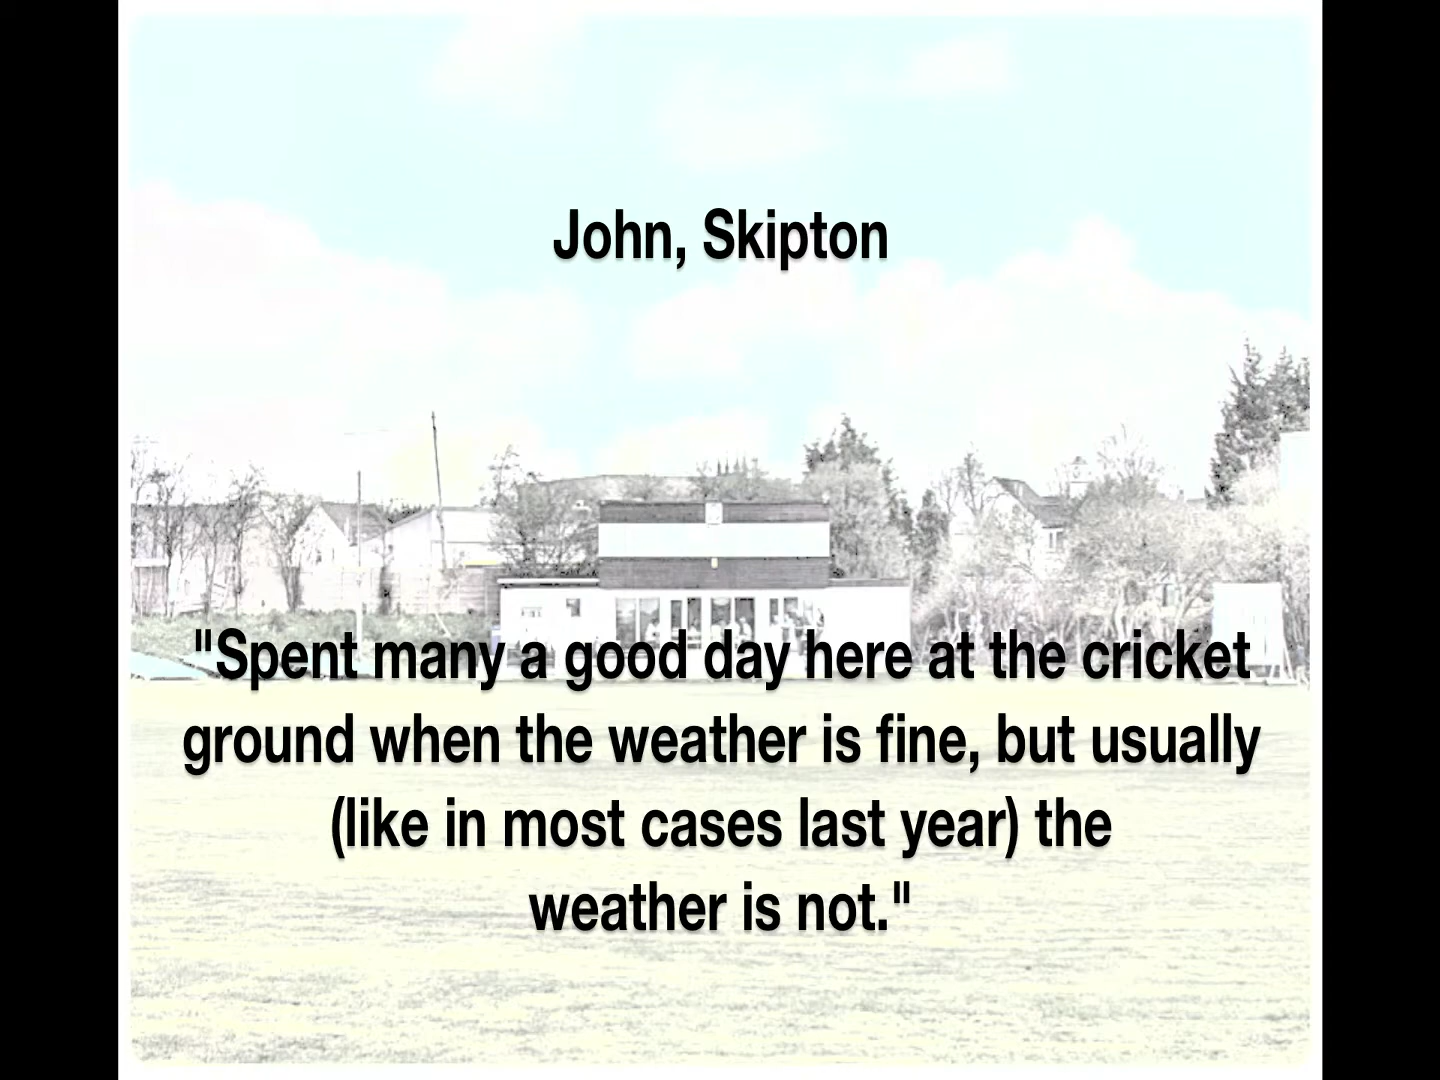 John, Skipton
"Spent many a good day here at the cricket
ground when the weather is fine, but usually
(like in most cases last year) the
weather is not."